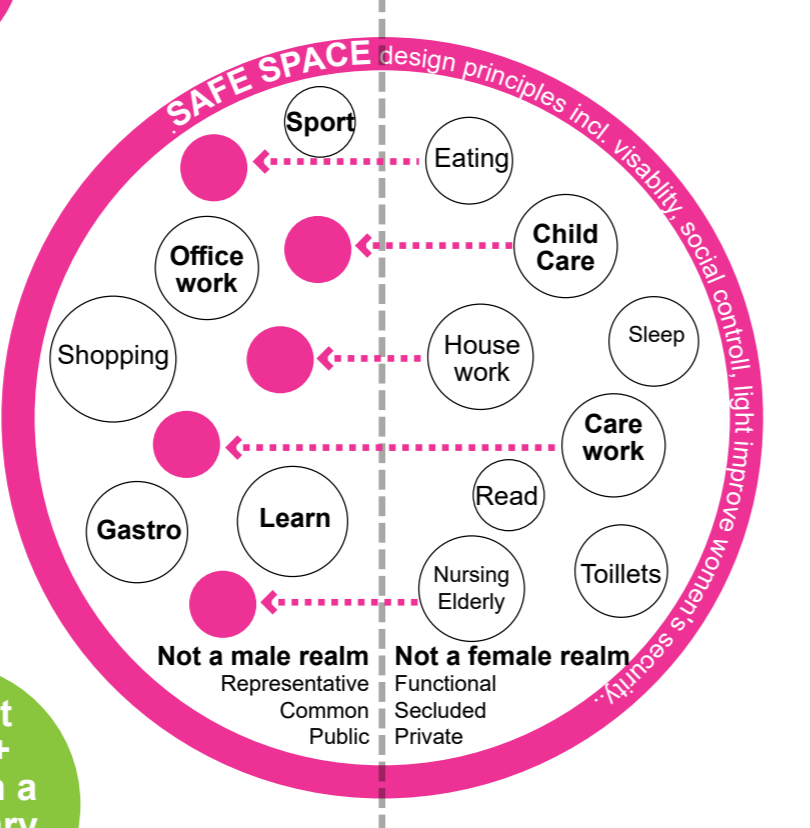 SAFE SPACE design principles incl. visablity, social controll, light improve women's security..
Sport
Eating
Child
Care
Office
work
Sleep
Shopping
House
work
Care
work
Read
Learn
Gastro
Nursing
Elderly
Toillets
Not a male realm
Representative
Common
Public
Not a female realm
Functional
Secluded
Private
t
+
a